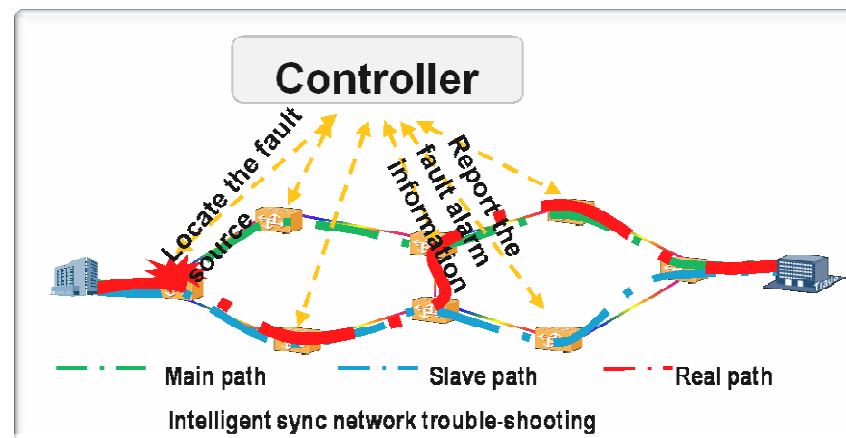 Controller
Locate the fault
source
Report the
fault alarm
information
Main path
Slave path
Real path
Intelligent sync network trouble-shooting